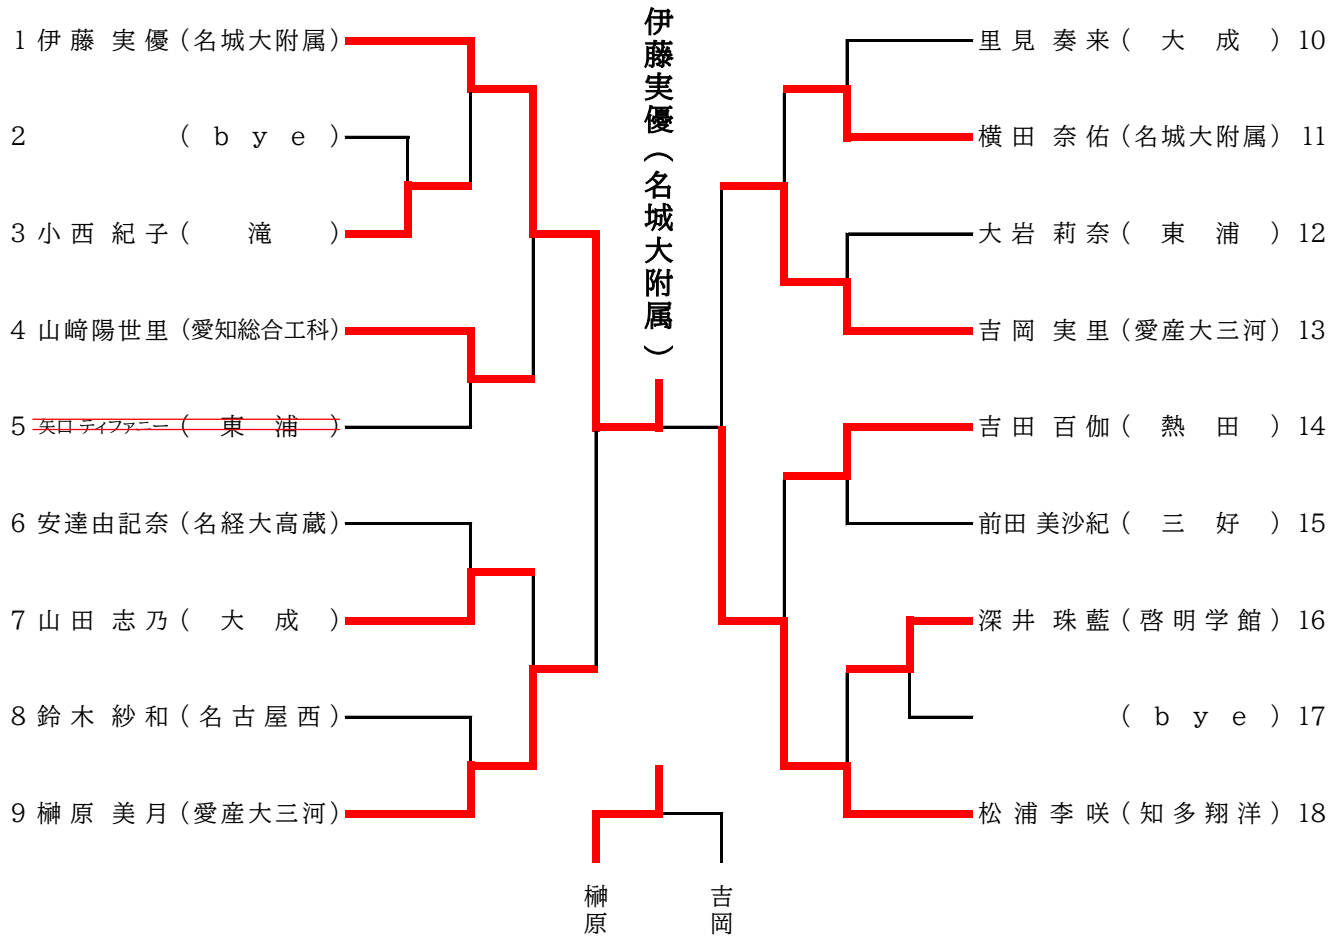 1 伊藤 実優 (名城大附属)
2 (bye)
3 小西紀子 (滝)
4 山﨑陽世里 (愛知総合工科)
5 矢口 ティファニー (東浦)
6 安達由記奈 (名経大高蔵)
7 山田志乃 (大成)
8 鈴木紗和 (名古屋西)
9 榊原美月 (愛産大三河)
伊藤実優(名城大附属)
里見奏来 (大成) 10
横田奈佑 (名城大附属) 11
大岩莉奈 (東浦) 12
吉岡実里 (愛産大三河) 13
吉田百伽 (熱田) 14
前田 美沙紀 (三好) 15
深井珠藍 (啓明学館) 16
(bye) 17
松浦李咲 (知多翔洋) 18
榊原
吉岡